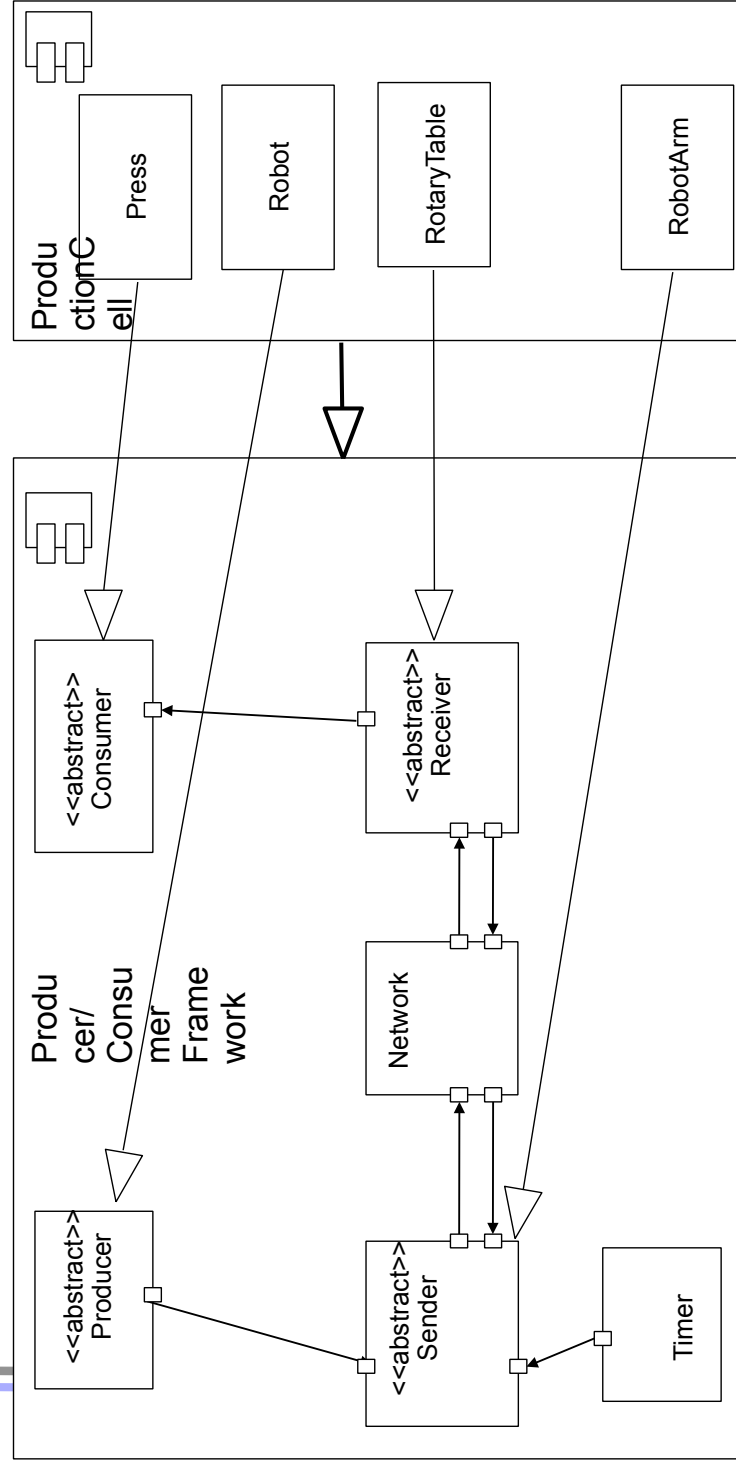 Produ
cer/
Consu
mer
Frame
work
<<abstract>>
Producer
<<abstract>>
Consumer
<<abstract>>
Sender
Network
<<abstract>>
Receiver
Timer
Produ
ctionC
ell
Press
Robot
RotaryTable
RobotArm